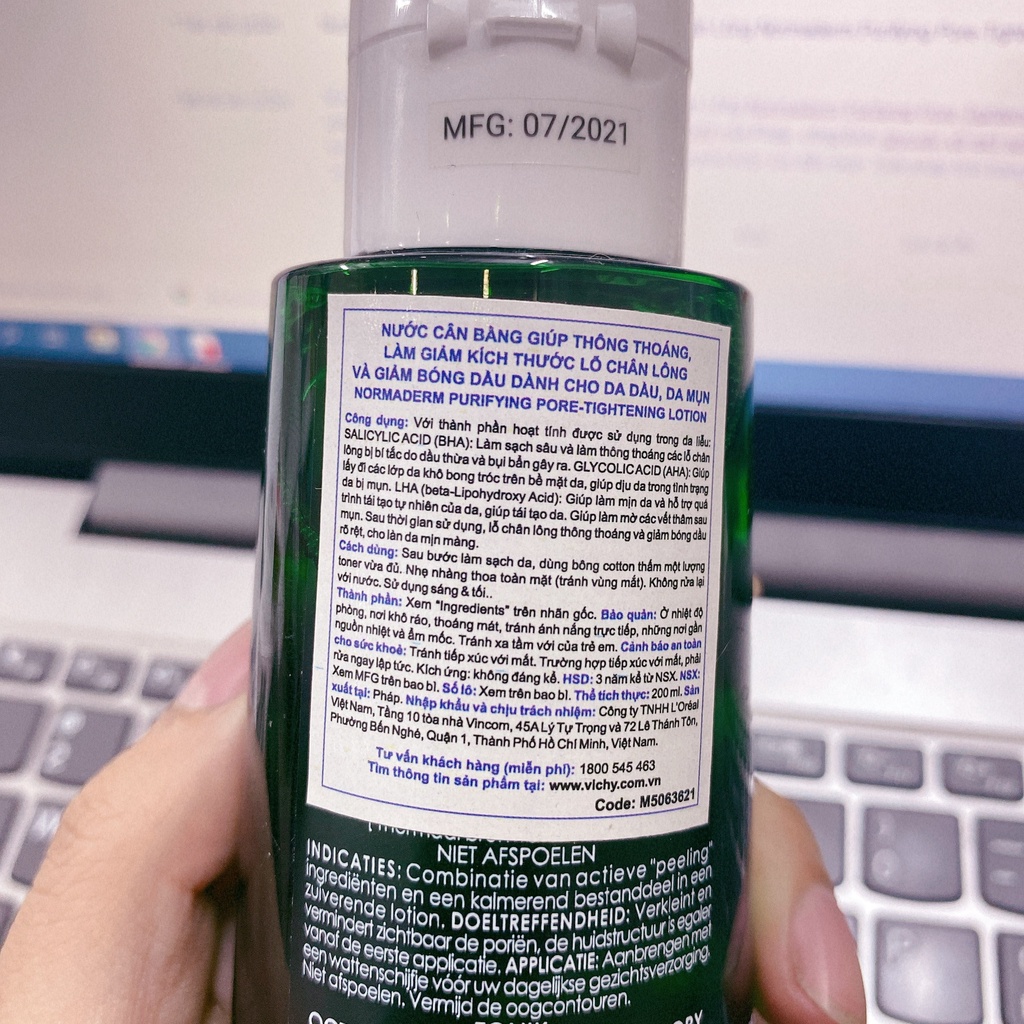 MFG: 07/2021
NƯỚC CÂN BẰNG GIÚP THÔNG THOÁNG,
LÀM GIẢM KÍCH THƯỚC LỖ CHÂN LÔNG
VÀ GIẢM BÓNG DẦU DÀNH CHO DA DẦU, DA MỤN
NORMADERM PURIFYING PORE-TIGHTENING LOTION
Công dụng: Với thành phần hoạt tính được sử dụng trong da liễu:
SALICYLIC ACID (BHA): Làm sạch sâu và làm thông thoáng các lỗ chân
lông bị bí tắc do dầu thừa và bụi bẩn gây ra. GLYCOLIC ACID (AHA): Giúp
lấy đi các lớp da khô bong tróc trên bề mặt da, giúp dịu da trong tình trạng
da bị mụn. LHA (beta-Lipohydroxy Acid): Giúp làm mịn da và hỗ trợ quá
trình tái tạo tự nhiên của da, giúp tái tạo da. Giúp làm mờ các vết thâm sau
mụn. Sau thời gian sử dụng, lỗ chân lông thông thoáng và giảm bóng dầu
rõ rệt, cho làn da mịn màng.
Cách dùng: Sau bước làm sạch da, dùng bông cotton thấm một lượng
toner vừa đủ. Nhẹ nhàng thoa toàn mặt (tránh vùng mắt). Không rửa lại
với nước. Sử dụng sáng & tối..
Thành phần: Xem "Ingredients" trên nhãn gốc. Bảo quản: Ở nhiệt độ
phòng, nơi khô ráo, thoáng mát, tránh ánh nắng trực tiếp, những nơi gần
nguồn nhiệt và ẩm mốc. Tránh xa tầm với của trẻ em. Cảnh báo an toàn
cho sức khoẻ: Tránh tiếp xúc với mắt. Trường hợp tiếp xúc với mắt, phải
rửa ngay lập tức. Kích ứng: không đáng kể. HSD: 3 năm kể từ NSX. NSX:
Xem MFG trên bao bì. Số lô: Xem trên bao bì. Thể tích thực: 200 ml. Sản
xuất tại: Pháp. Nhập khẩu và chịu trách nhiệm: Công ty TNHH L'Oréal
Việt Nam, Tầng 10 tòa nhà Vincom, 45A Lý Tự Trọng và 72 Lê Thánh Tôn,
Phường Bến Nghé, Quận 1, Thành Phố Hồ Chí Minh, Việt Nam.
Tư vấn khách hàng (miễn phí): 1800 545 463
Tìm thông tin sản phẩm tại: www.vichy.com.vn
Code: M5063621
NIET AFSPOELEN
INDICATIES: Combinatie van actieve "peeling"
ingrediënten en een kalmerend bestanddeel in een
zuiverende lotion. DOELTREFFENDHEID: Verkleint en
vermindert zichtbaar de poriën, de huidstructuur is egaler
vanaf de eerste applicatie. APPLICATIE: Aanbrengen met
een wattenschijfje vóór uw dagelijkse gezichtsverzorging.
Niet afspoelen. Vermijd de oogcontouren.